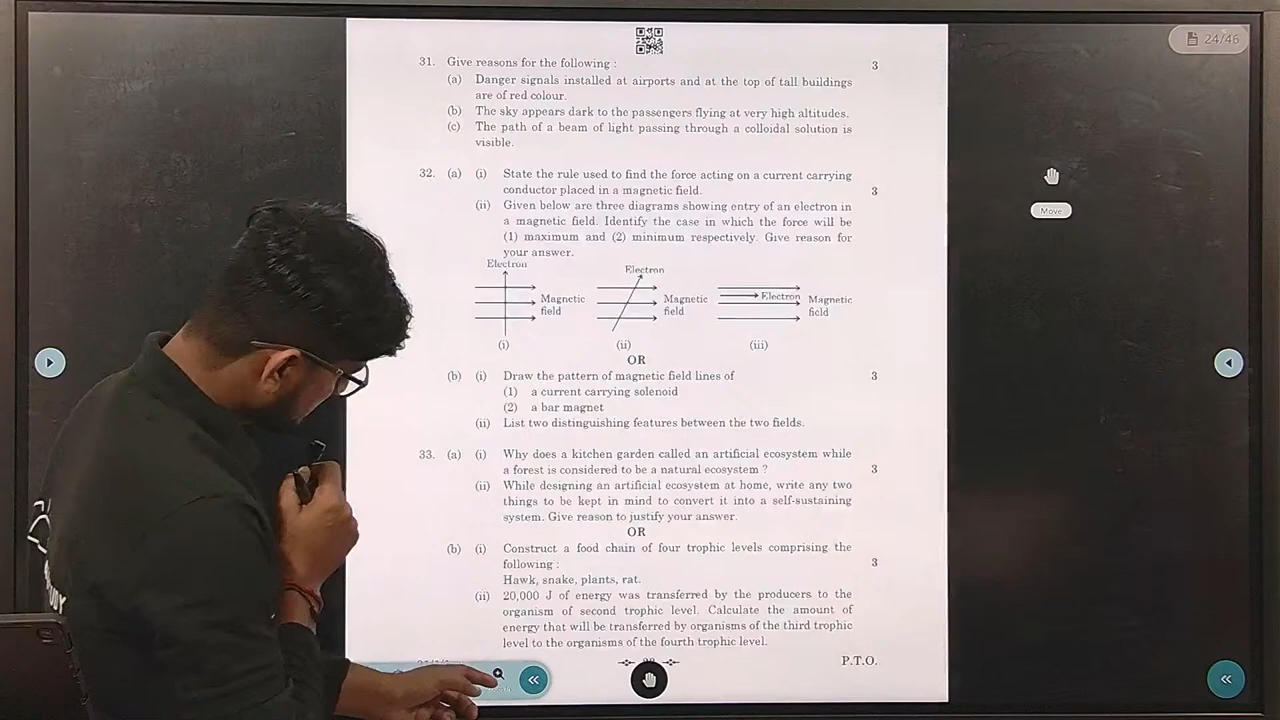 24/46
31. Give reasons for the following : 3
(a) Danger signals installed at airports and at the top of tall buildings
are of red colour.
(b) The sky appears dark to the passengers flying at very high altitudes.
(c) The path of a beam of light passing through a colloidal solution is
visible.
32. (a) (i) State the rule used to find the force acting on a current carrying
conductor placed in a magnetic field. 3
(ii) Given below are three diagrams showing entry of an electron in
a magnetic field. Identify the case in which the force will be
(1) maximum and (2) minimum respectively. Give reason for
your answer.
Electron
Magnetic
field
(i)
Electron
Magnetic
field
(ii)
Electron
Magnetic
field
(iii)
OR
(b) (i) Draw the pattern of magnetic field lines of 3
(1) a current carrying solenoid
(2) a bar magnet
(ii) List two distinguishing features between the two fields.
33. (a) (i) Why does a kitchen garden called an artificial ecosystem while
a forest is considered to be a natural ecosystem ? 3
(ii) While designing an artificial ecosystem at home, write any two
things to be kept in mind to convert it into a self-sustaining
system. Give reason to justify your answer.
OR
(b) (i) Construct a food chain of four trophic levels comprising the
following : 3
Hawk, snake, plants, rat.
(ii) 20,000 J of energy was transferred by the producers to the
organism of second trophic level. Calculate the amount of
energy that will be transferred by organisms of the third trophic
level to the organisms of the fourth trophic level.
P.T.O.
Move